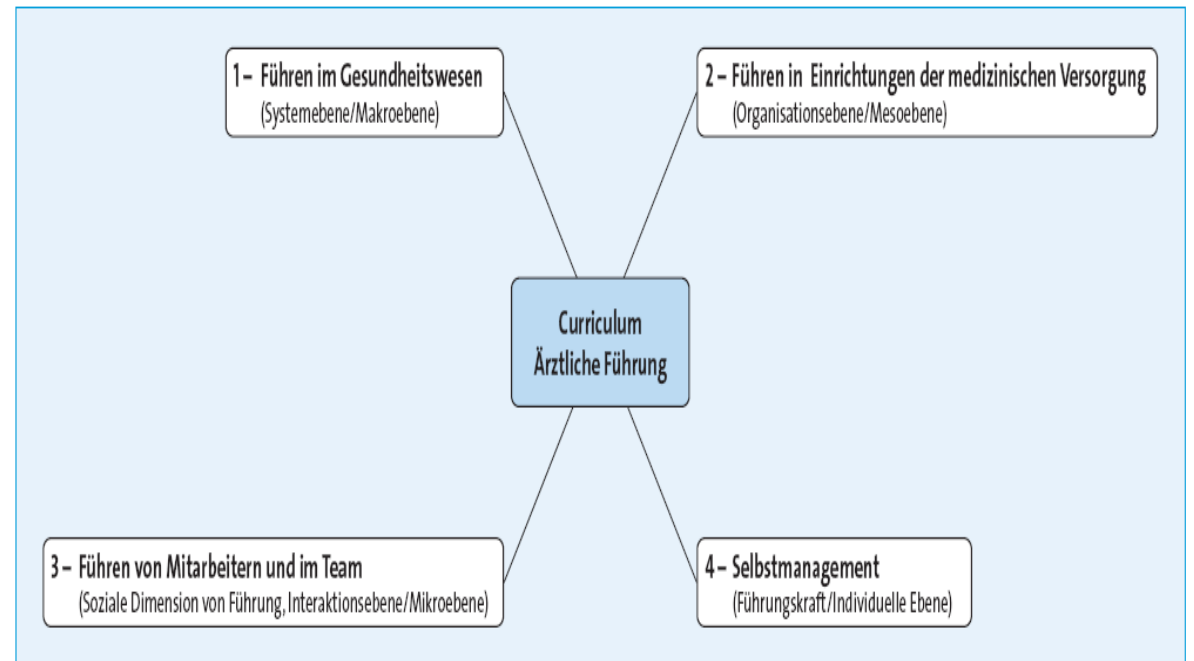 1 – Führen im Gesundheitswesen
(Systemebene/Makroebene)
2 – Führen in Einrichtungen der medizinischen Versorgung
(Organisationsebene/Mesoebene)
Curriculum
Ärztliche Führung
3 – Führen von Mitarbeitern und im Team
(Soziale Dimension von Führung, Interaktionsebene/Mikroebene)
4 – Selbstmanagement
(Führungskraft/Individuelle Ebene)